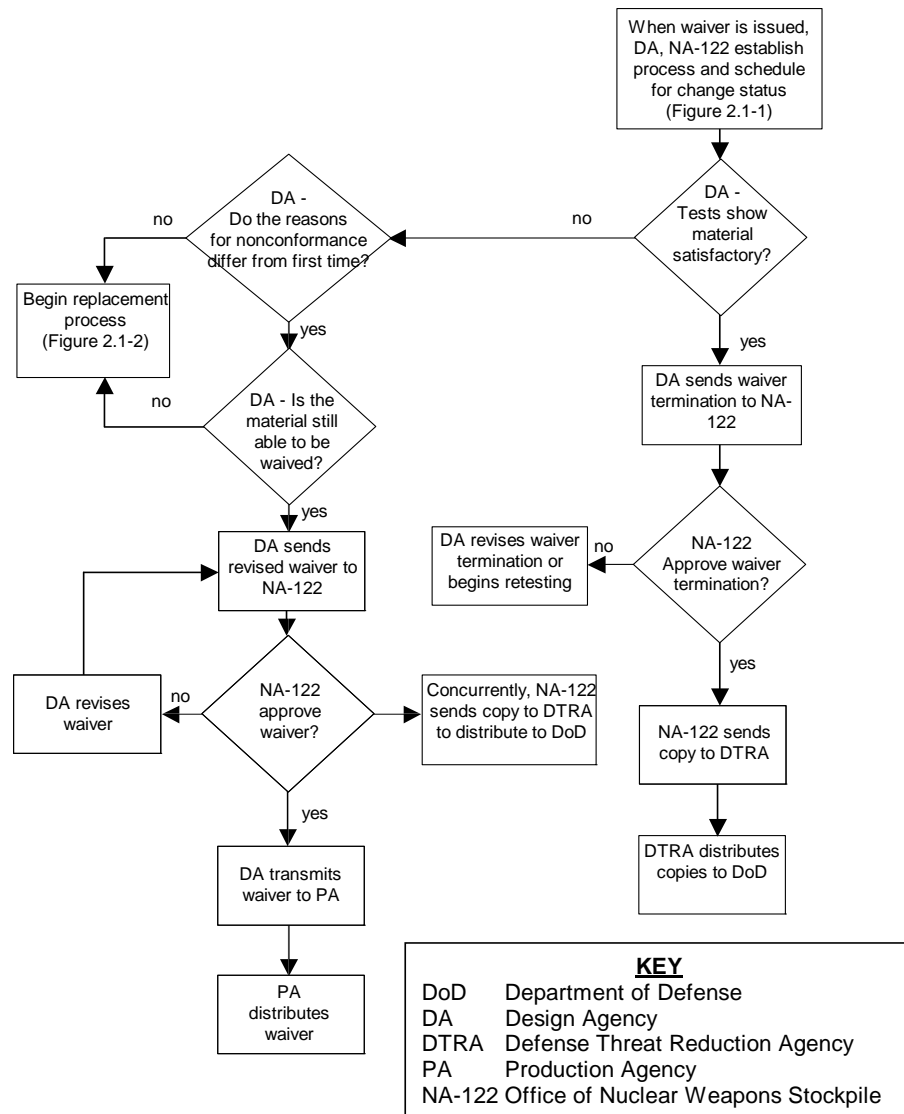 When waiver is issued,
DA, NA-122 establish
process and schedule
for change status
(Figure 2.1-1)
DA -
Tests show
material
satisfactory?
no
yes
DA -
Do the reasons
for nonconformance
differ from first time?
no
yes
Begin replacement
process
(Figure 2.1-2)
DA - Is the
material still
able to be
waived?
no
yes
DA sends waiver
termination to NA-
122
NA-122
Approve waiver
termination?
no
yes
DA revises waiver
termination or
begins retesting
DA sends
revised waiver to
NA-122
NA-122
approve
waiver?
no
yes
DA revises
waiver
Concurrently, NA-122
sends copy to DTRA
to distribute to DoD
NA-122 sends
copy to DTRA
DTRA distributes
copies to DoD
DA transmits
waiver to PA
PA
distributes
waiver
KEY
DoD Department of Defense
DA Design Agency
DTRA Defense Threat Reduction Agency
PA Production Agency
NA-122 Office of Nuclear Weapons Stockpile